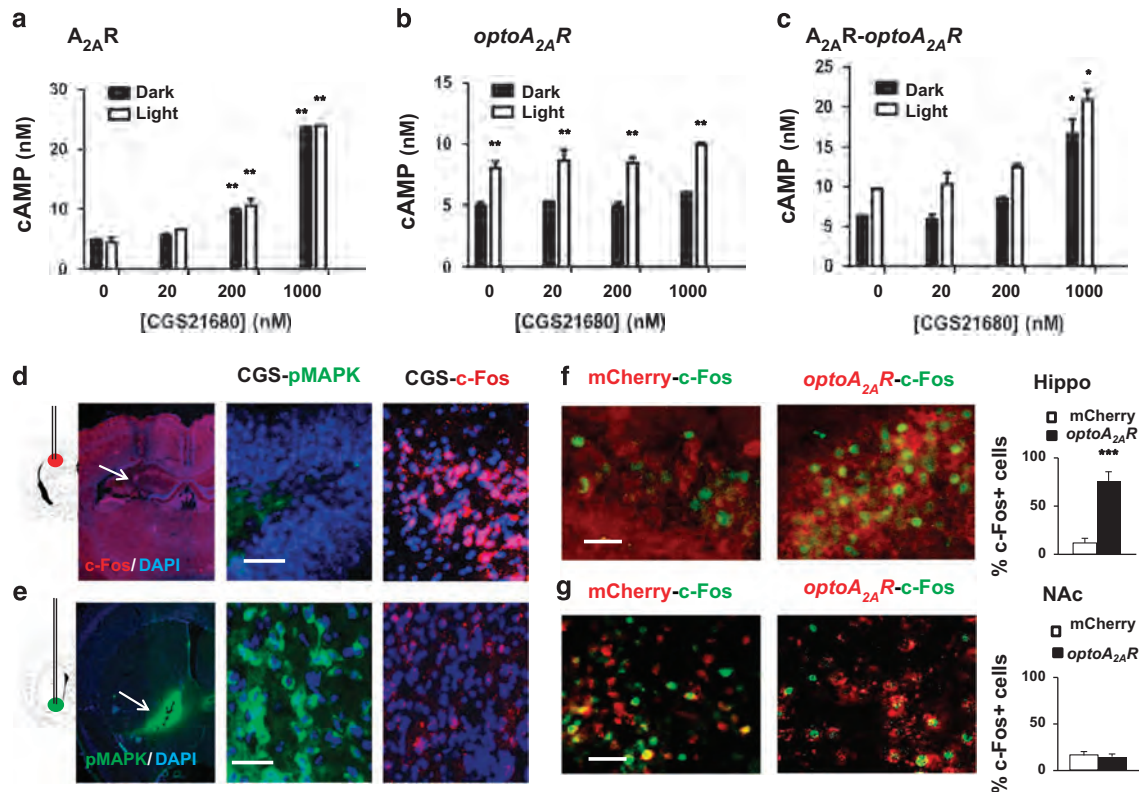 a
A2AR
Dark
Light
cAMP (nM)
30
20
10
0
** ** ** **
0 20 200 1000
[CGS21680] (nM)
b
optoA2AR
Dark
Light
cAMP (nM)
15
10
5
0
** ** ** **
0 20 200 1000
[CGS21680] (nM)
c
A2AR-optoA2AR
Dark
Light
cAMP (nM)
25
20
15
10
5
0
* *
0 20 200 1000
[CGS21680] (nM)
d
CGS-pMAPK
CGS-c-Fos
c-Fos/DAPI
e
pMAPK/DAPI
f
mCherry-c-Fos
optoA2AR-c-Fos
Hippo
mCherry
optoA2AR
% c-Fos+ cells
100
50
0
***
g
mCherry-c-Fos
optoA2AR-c-Fos
NAc
mCherry
optoA2AR
% c-Fos+ cells
100
50
0